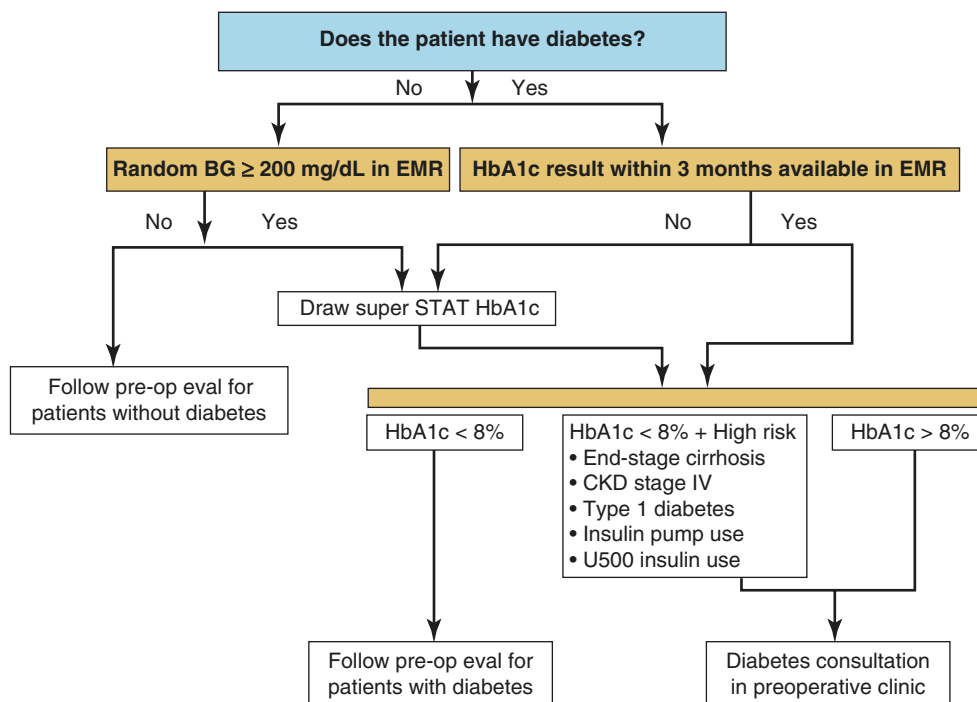 Does the patient have diabetes?
No
Yes
Random BG ≥ 200 mg/dL in EMR
HbA1c result within 3 months available in EMR
No
Yes
No
Yes
Draw super STAT HbA1c
Follow pre-op eval for
patients without diabetes
HbA1c < 8%
HbA1c < 8% + High risk
• End-stage cirrhosis
• CKD stage IV
• Type 1 diabetes
• Insulin pump use
• U500 insulin use
HbA1c > 8%
Follow pre-op eval for
patients with diabetes
Diabetes consultation
in preoperative clinic